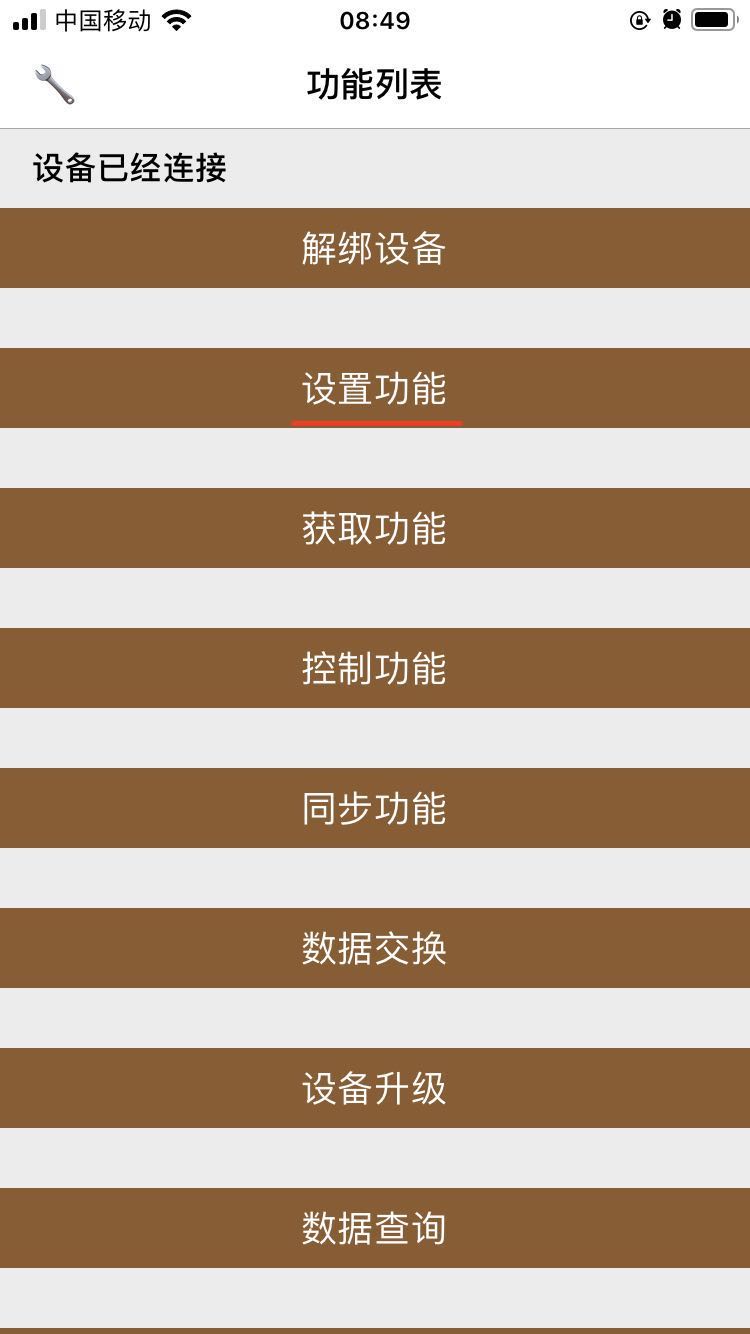 中国移动 08:49
功能列表
设备已经连接
解绑设备
设置功能
获取功能
控制功能
同步功能
数据交换
设备升级
数据查询